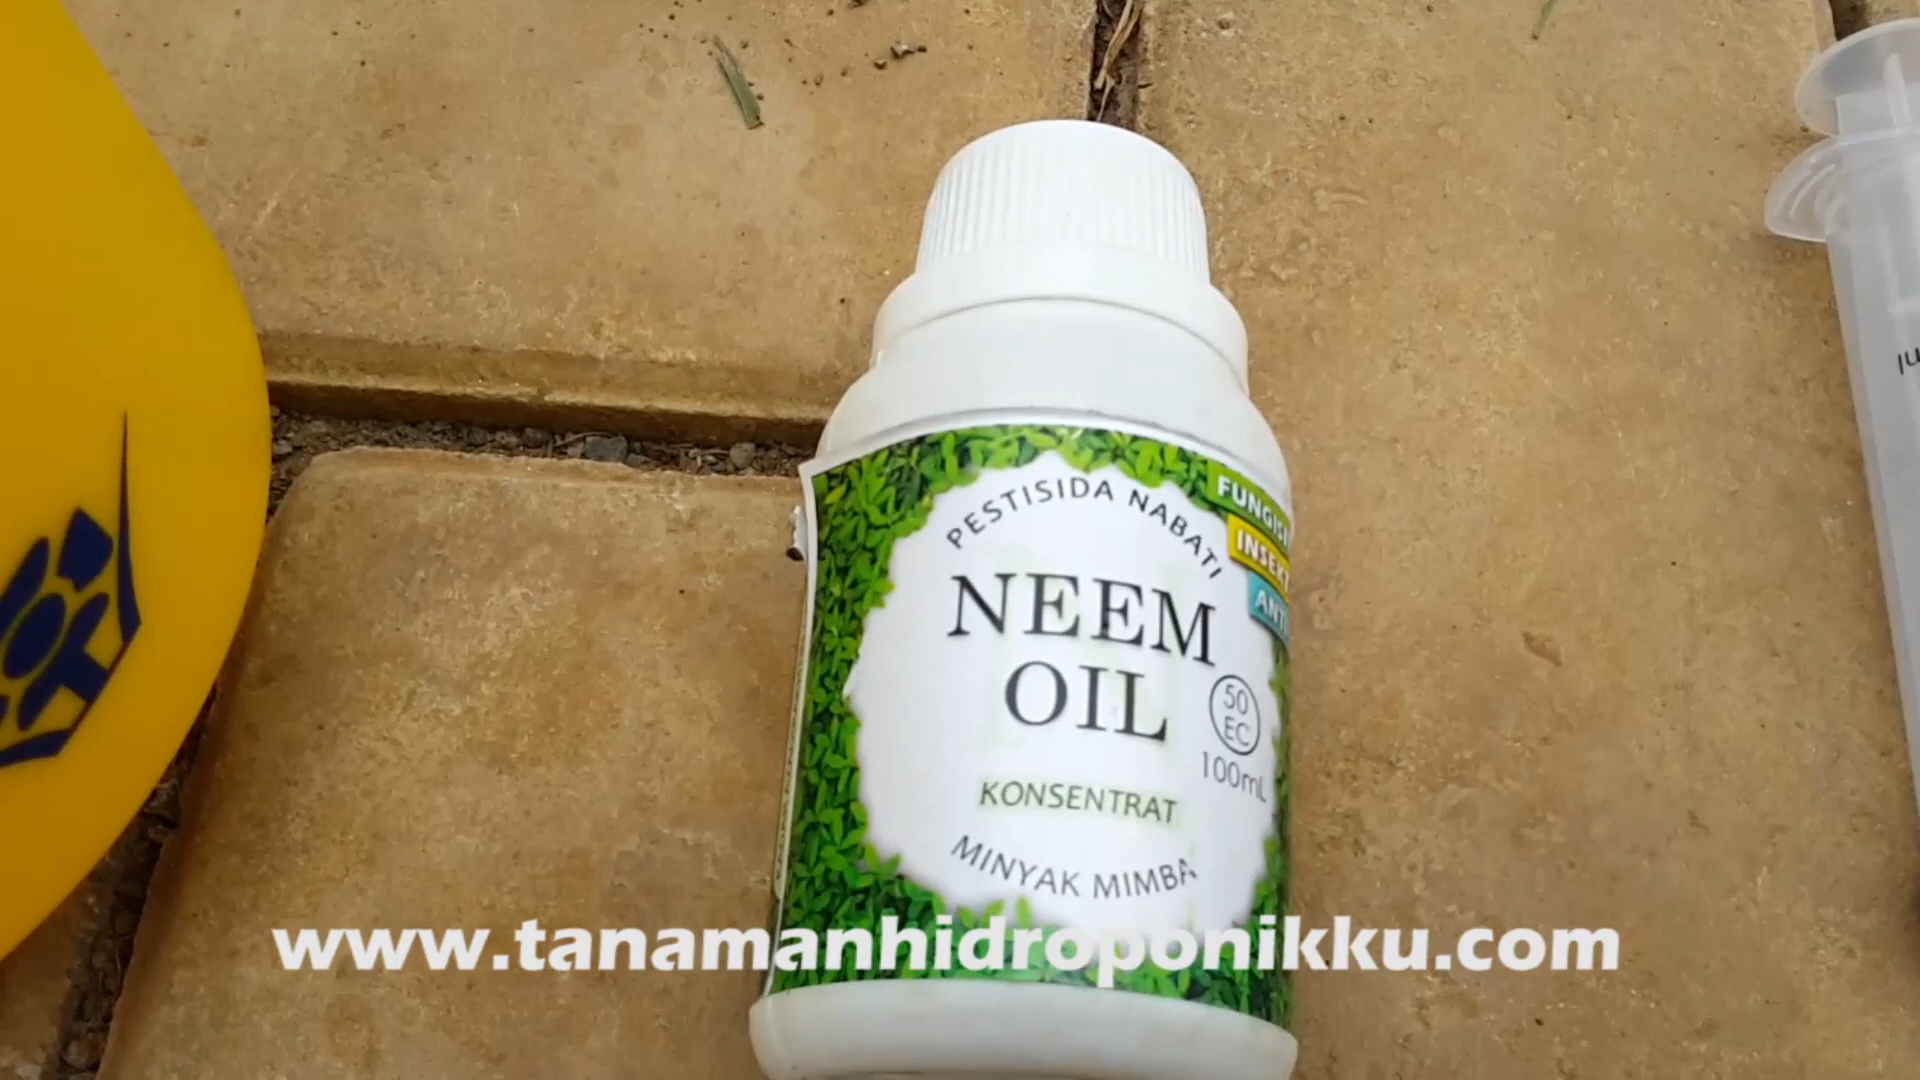 PESTISIDA NABATI
NEEM
OIL
50
EC
100mL
KONSENTRAT
MINYAK MIMBA
www.tanamanhidroponikku.com